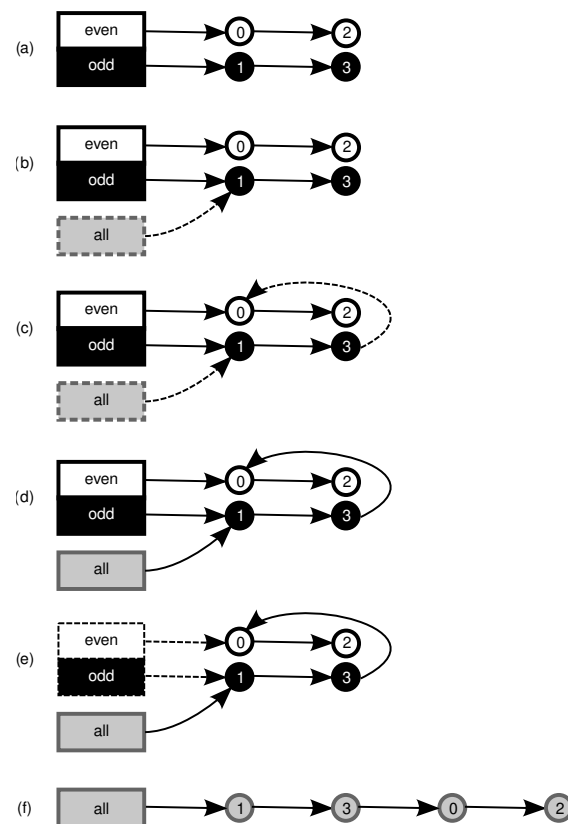 (a)
even 0 2
odd 1 3
(b)
even 0 2
odd 1 3
all
(c)
even 0 2
odd 1 3
all
(d)
even 0 2
odd 1 3
all
(e)
even 0 2
odd 1 3
all
(f) all 1 3 0 2